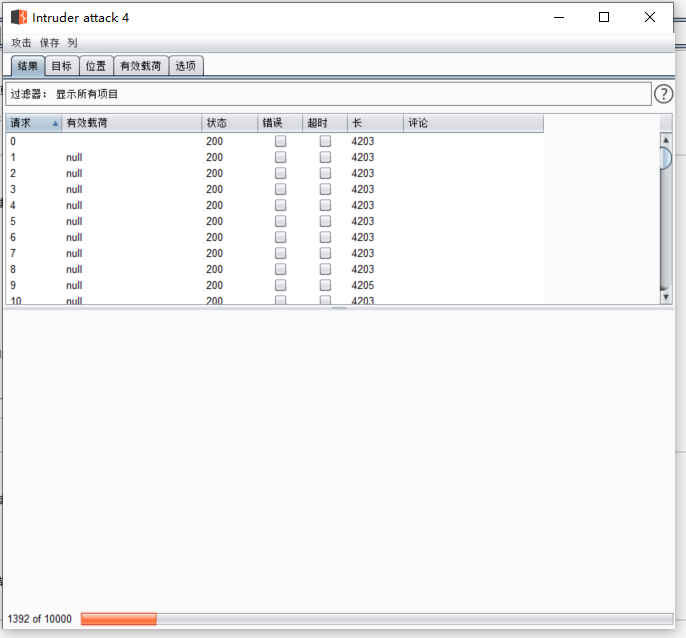 Intruder attack 4
攻击 保存 列
结果 目标 位置 有效载荷 选项
过滤器： 显示所有项目 ?
请求 有效载荷 状态 错误 超时 长 评论
0 200 4203
1 null 200 4203
2 null 200 4203
3 null 200 4203
4 null 200 4203
5 null 200 4203
6 null 200 4203
7 null 200 4203
8 null 200 4203
9 null 200 4205
10 null 200 4203
1392 of 10000